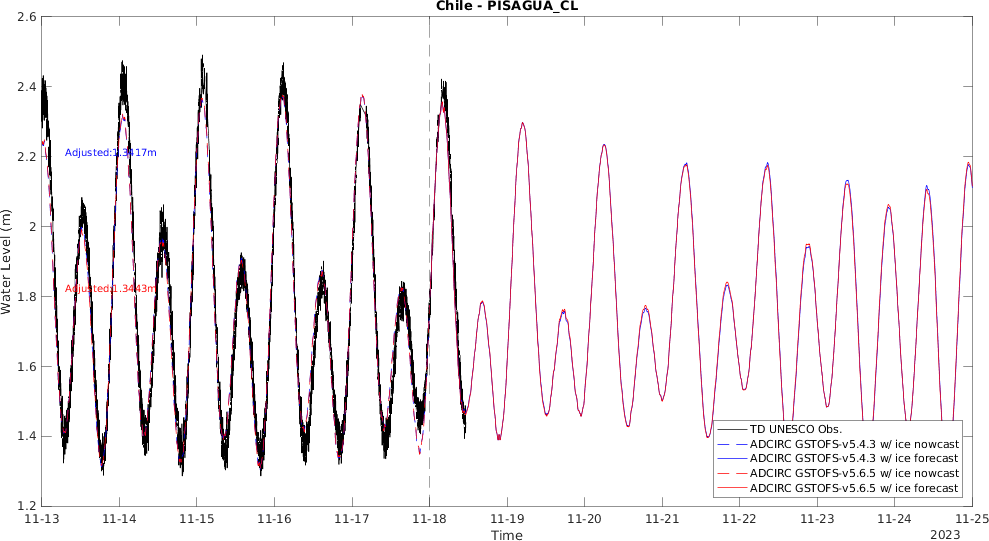 Chile - PISAGUA_CL
2.6
2.4
2.2
2
1.8
1.6
1.4
1.2
Water Level (m)
Adjusted:1.3417m
Adjusted:1.3443m
TD UNESCO Obs.
ADCIRC GSTOFS-v5.4.3 w/ ice nowcast
ADCIRC GSTOFS-v5.4.3 w/ ice forecast
ADCIRC GSTOFS-v5.6.5 w/ ice nowcast
ADCIRC GSTOFS-v5.6.5 w/ ice forecast
11-13 11-14 11-15 11-16 11-17 11-18 11-19 11-20 11-21 11-22 11-23 11-24 11-25
Time
2023